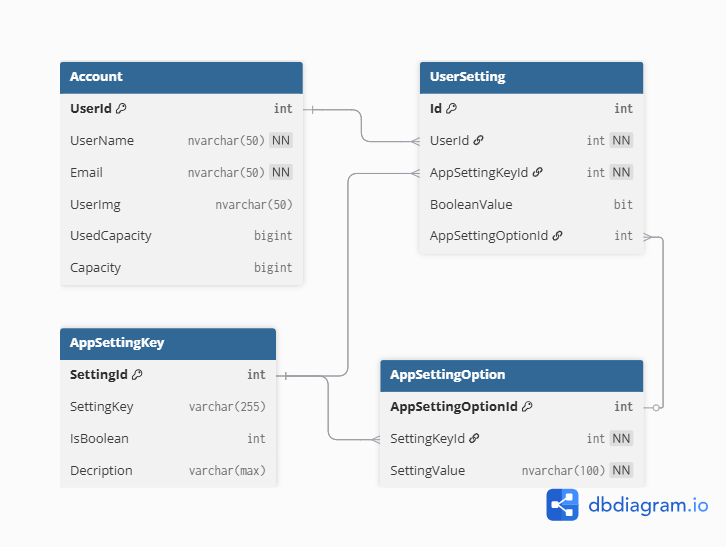 Account
UserId int
UserName nvarchar(50) NN
Email nvarchar(50) NN
UserImg nvarchar(50)
UsedCapacity bigint
Capacity bigint
UserSetting
Id int
UserId int NN
AppSettingKeyId int NN
BooleanValue bit
AppSettingOptionId int
AppSettingKey
SettingId int
SettingKey varchar(255)
IsBoolean int
Decription varchar(max)
AppSettingOption
AppSettingOptionId int
SettingKeyId int NN
SettingValue nvarchar(100) NN
dbdiagram.io